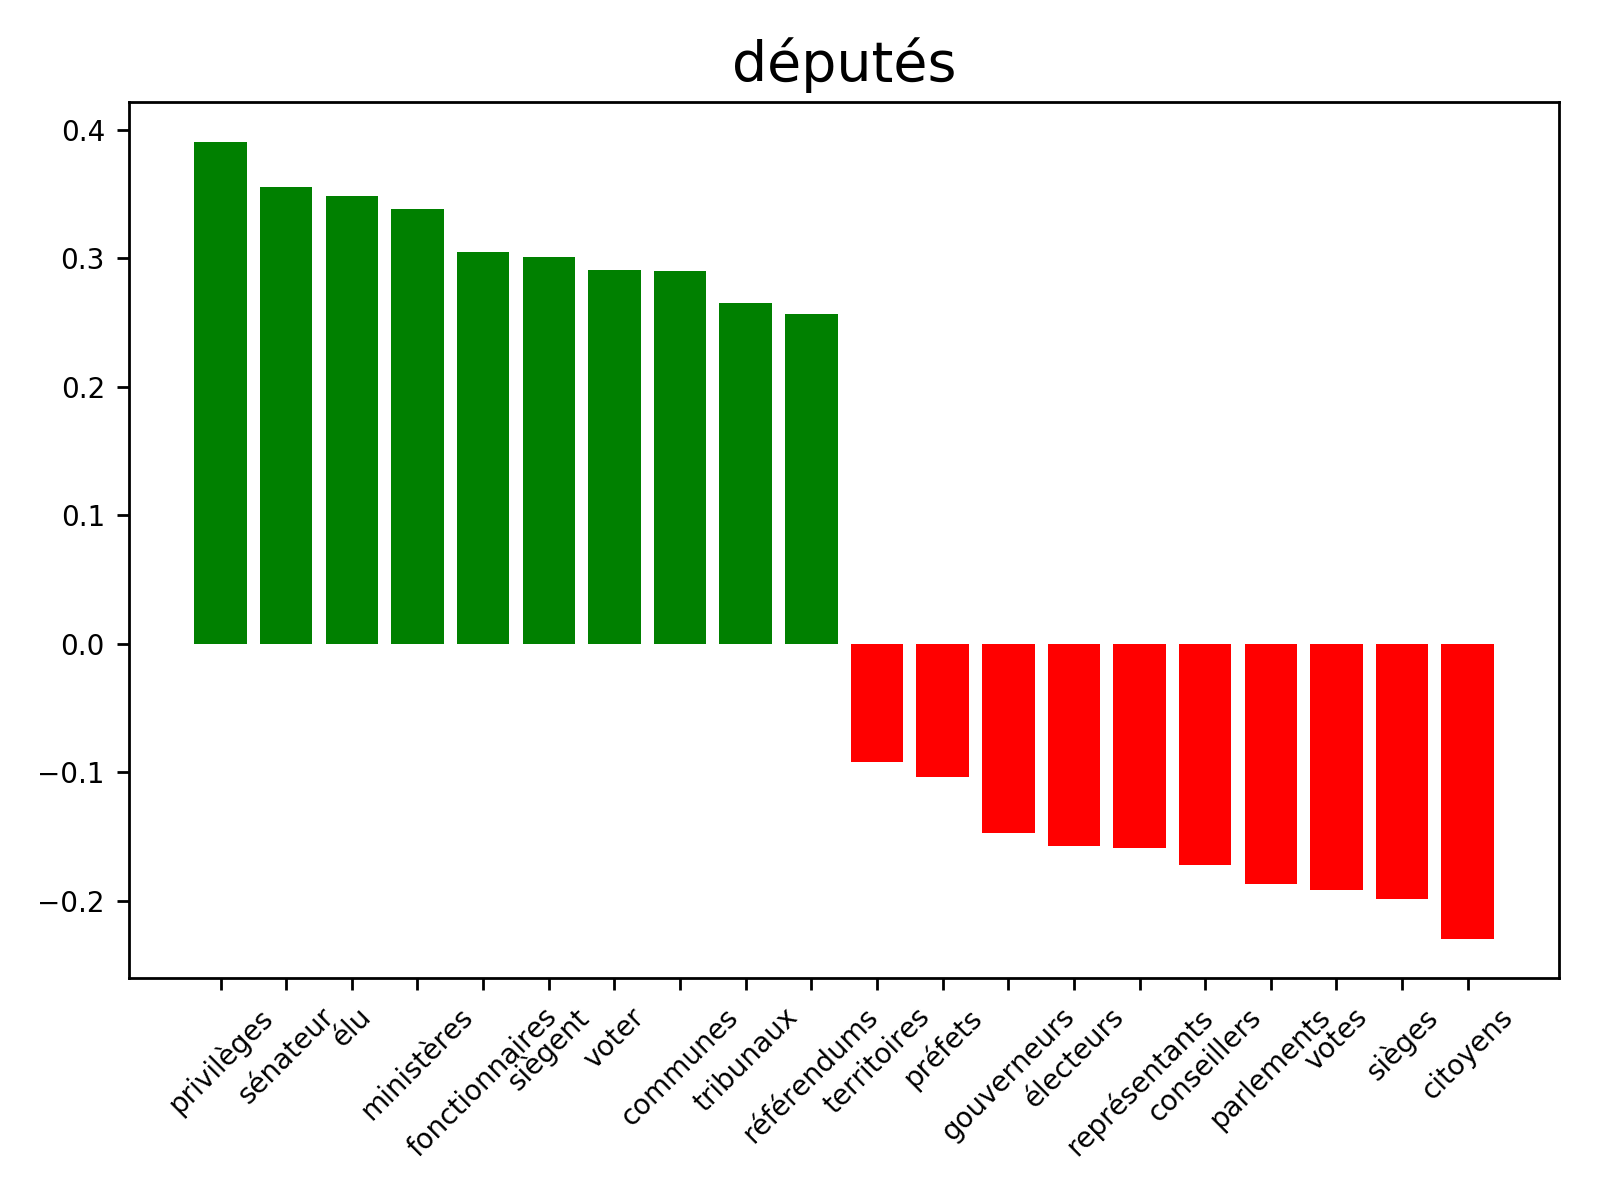 députés
0.4
0.3
0.2
0.1
0.0
−0.1
−0.2
privilèges
sénateur
élu
ministères
fonctionnaires
siègent
voter
communes
tribunaux
référendums
territoires
préfets
gouverneurs
électeurs
représentants
conseillers
parlements
votes
sièges
citoyens